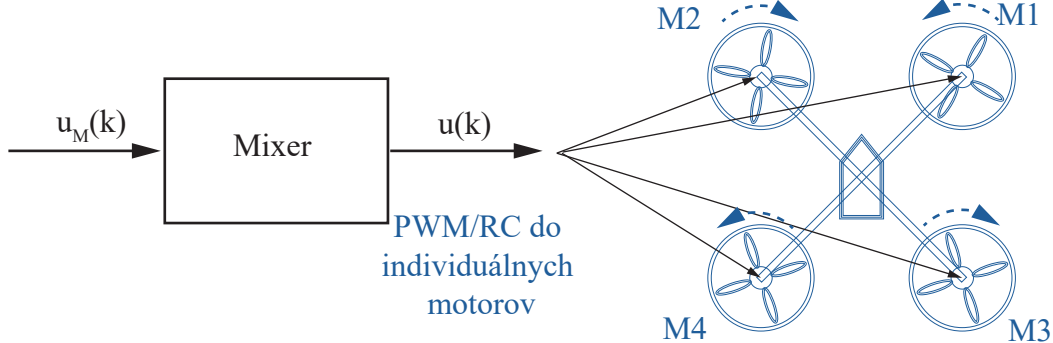 M2
M1
u_M(k)
Mixer
u(k)
PWM/RC do
individuálnych
motorov
M4
M3